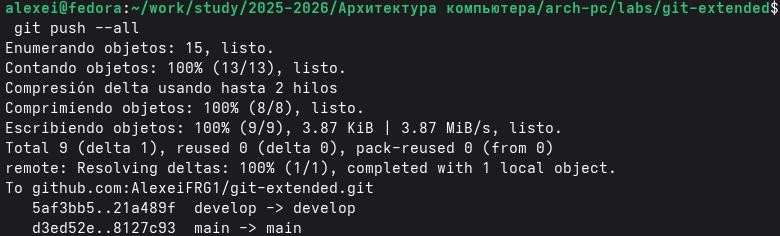 alexei@fedora:~/work/study/2025-2026/Архитектура компьютера/arch-pc/labs/git-extended$
git push --all
Enumerando objetos: 15, listo.
Contando objetos: 100% (13/13), listo.
Compresión delta usando hasta 2 hilos
Comprimiendo objetos: 100% (8/8), listo.
Escribiendo objetos: 100% (9/9), 3.87 KiB | 3.87 MiB/s, listo.
Total 9 (delta 1), reused 0 (delta 0), pack-reused 0 (from 0)
remote: Resolving deltas: 100% (1/1), completed with 1 local object.
To github.com:AlexeiFRG1/git-extended.git
5af3bb5..21a489f  develop -> develop
d3ed52e..8127c93  main -> main